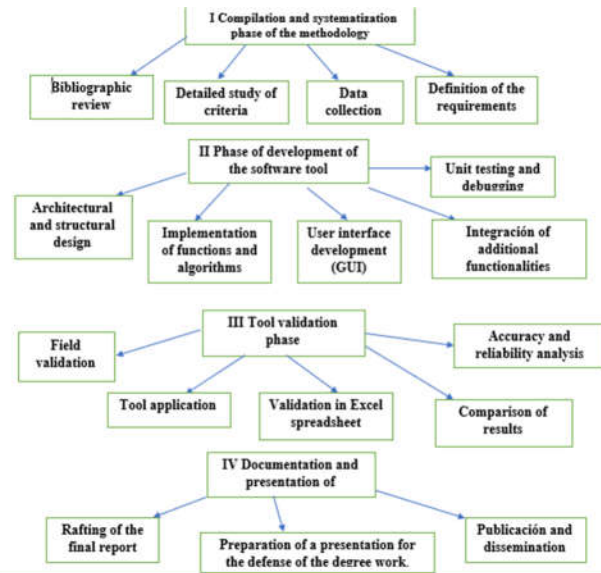 I Compilation and systematization
phase of the methodology
Bibliographic
review
Detailed study of
criteria
Data
collection
Definition of the
requirements
II Phase of development of
the software tool
Unit testing and
debugging
Architectural
and structural
design
Implementation
of functions and
algorithms
User interface
development
(GUI)
Integración of
additional
functionalities
III Tool validation
phase
Field
validation
Accuracy and
reliability analysis
Tool application
Validation in Excel
spreadsheet
Comparison of
results
IV Documentation and
presentation of
Rafting of the
final report
Preparation of a presentation for
the defense of the degree work.
Publicación and
dissemination